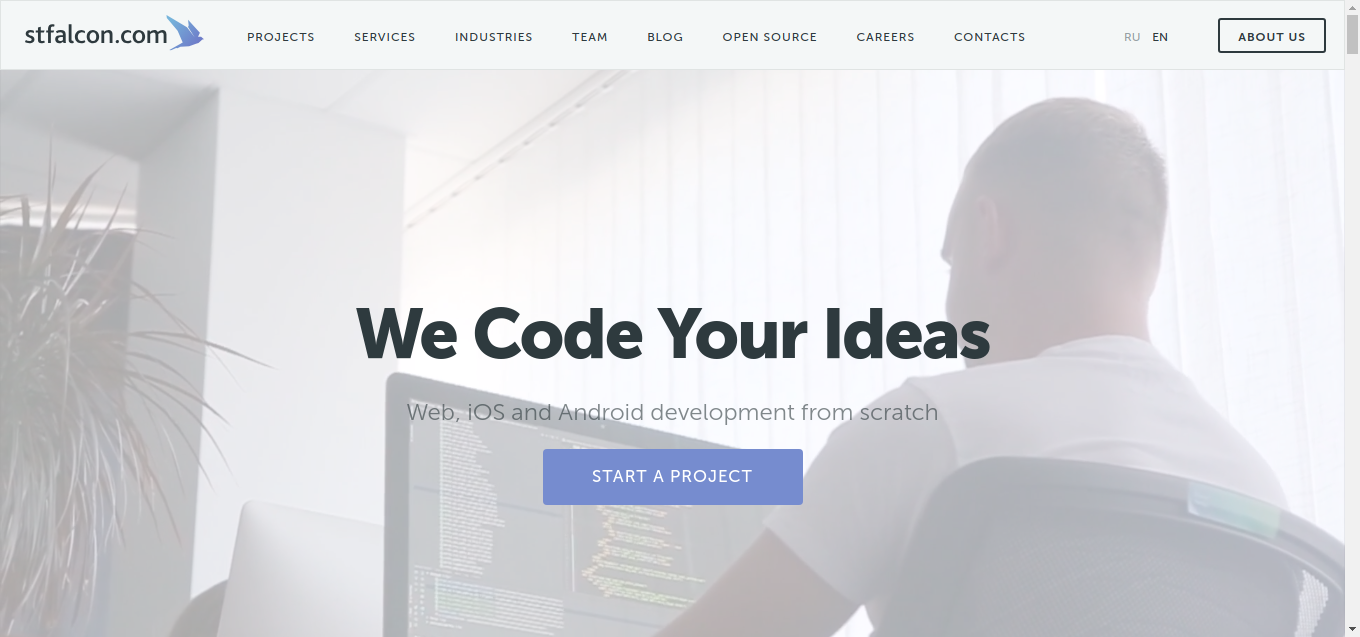 stfalcon.com PROJECTS SERVICES INDUSTRIES TEAM BLOG OPEN SOURCE CAREERS CONTACTS RU EN ABOUT US
We Code Your Ideas
Web, iOS and Android development from scratch
START A PROJECT